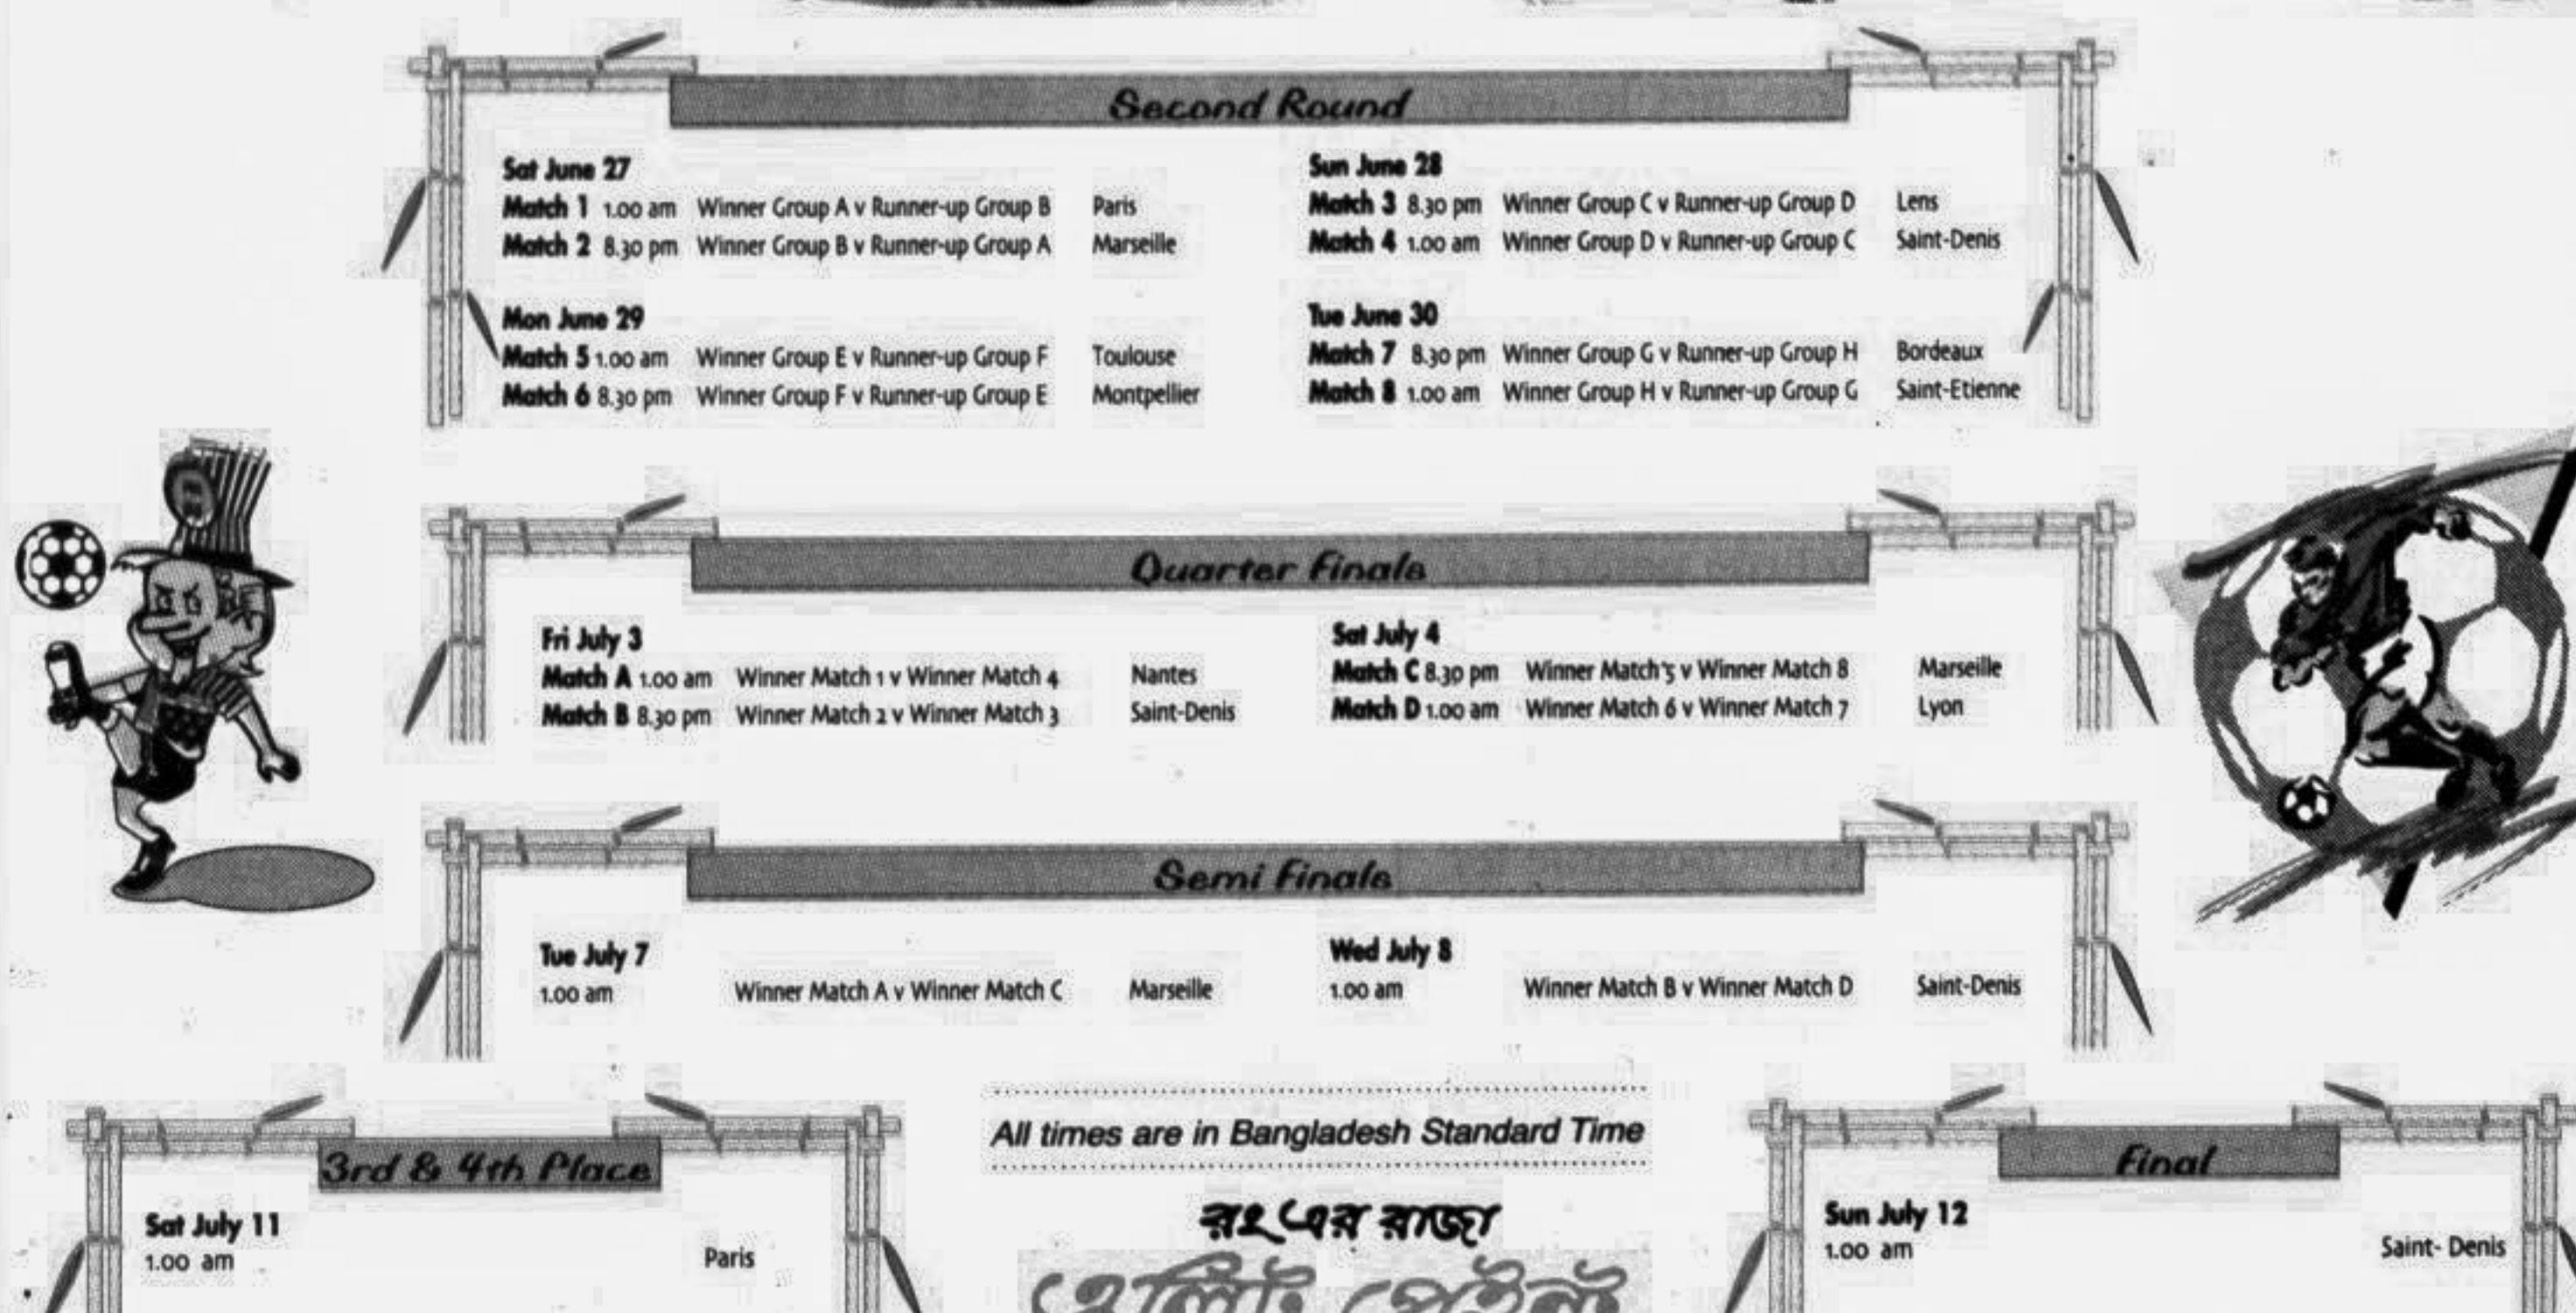 Second Round
Sat June 27
Match 1 1.00 am Winner Group A v Runner-up Group B Paris
Match 2 8.30 pm Winner Group B v Runner-up Group A Marseille
Sun June 28
Match 3 8.30 pm Winner Group C v Runner-up Group D Lens
Match 4 1.00 am Winner Group D v Runner-up Group C Saint-Denis
Mon June 29
Match 5 1.00 am Winner Group E v Runner-up Group F Toulouse
Match 6 8.30 pm Winner Group F v Runner-up Group E Montpellier
Tue June 30
Match 7 8.30 pm Winner Group G v Runner-up Group H Bordeaux
Match 8 1.00 am Winner Group H v Runner-up Group G Saint-Etienne
Quarter Finals
Fri July 3
Match A 1.00 am Winner Match 1 v Winner Match 4 Nantes
Match B 8.30 pm Winner Match 2 v Winner Match 3 Saint-Denis
Sat July 4
Match C 8.30 pm Winner Match 5 v Winner Match 8 Marseille
Match D 1.00 am Winner Match 6 v Winner Match 7 Lyon
Semi Finals
Tue July 7
1.00 am Winner Match A v Winner Match C Marseille
Wed July 8
1.00 am Winner Match B v Winner Match D Saint-Denis
3rd & 4th Place
Sat July 11
1.00 am Paris
All times are in Bangladesh Standard Time
রং এর রাজা
Final
Sun July 12
1.00 am Saint- Denis